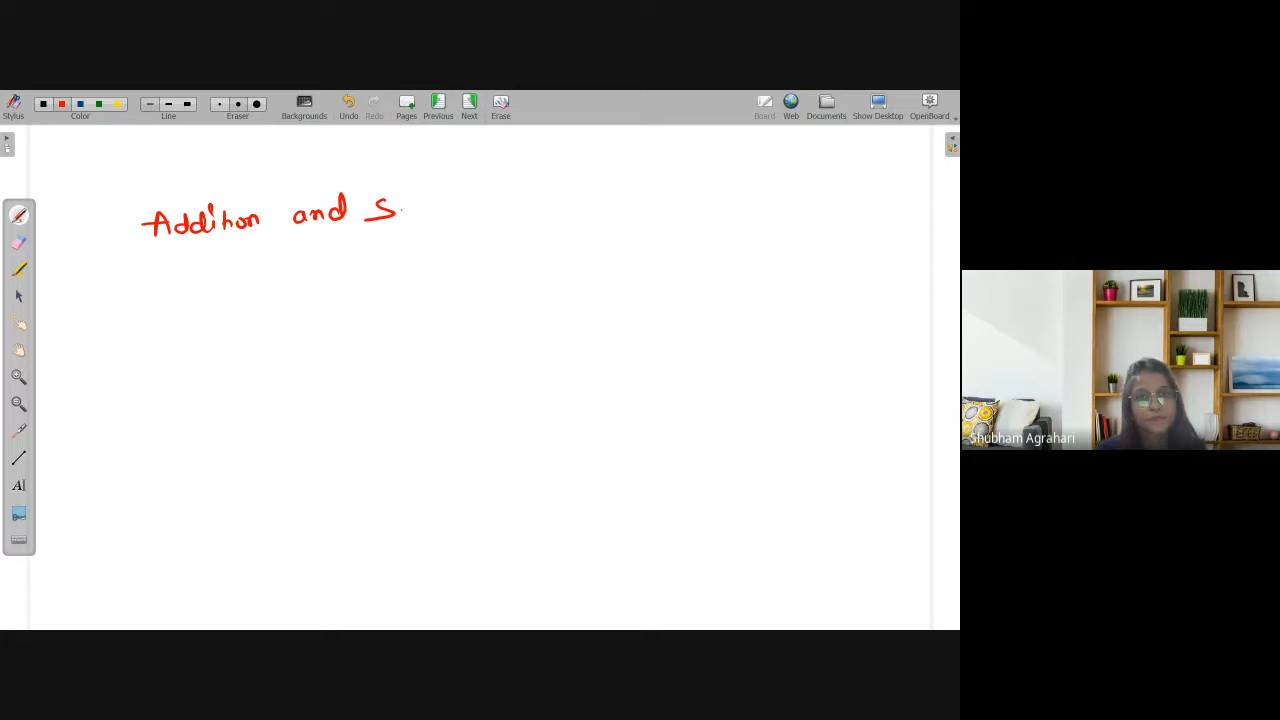 Stylus Color Line Eraser Backgrounds Undo Redo Pages Previous Next Erase Board Web Documents Show Desktop OpenBoard
Addition and S
Shubham Agrahari